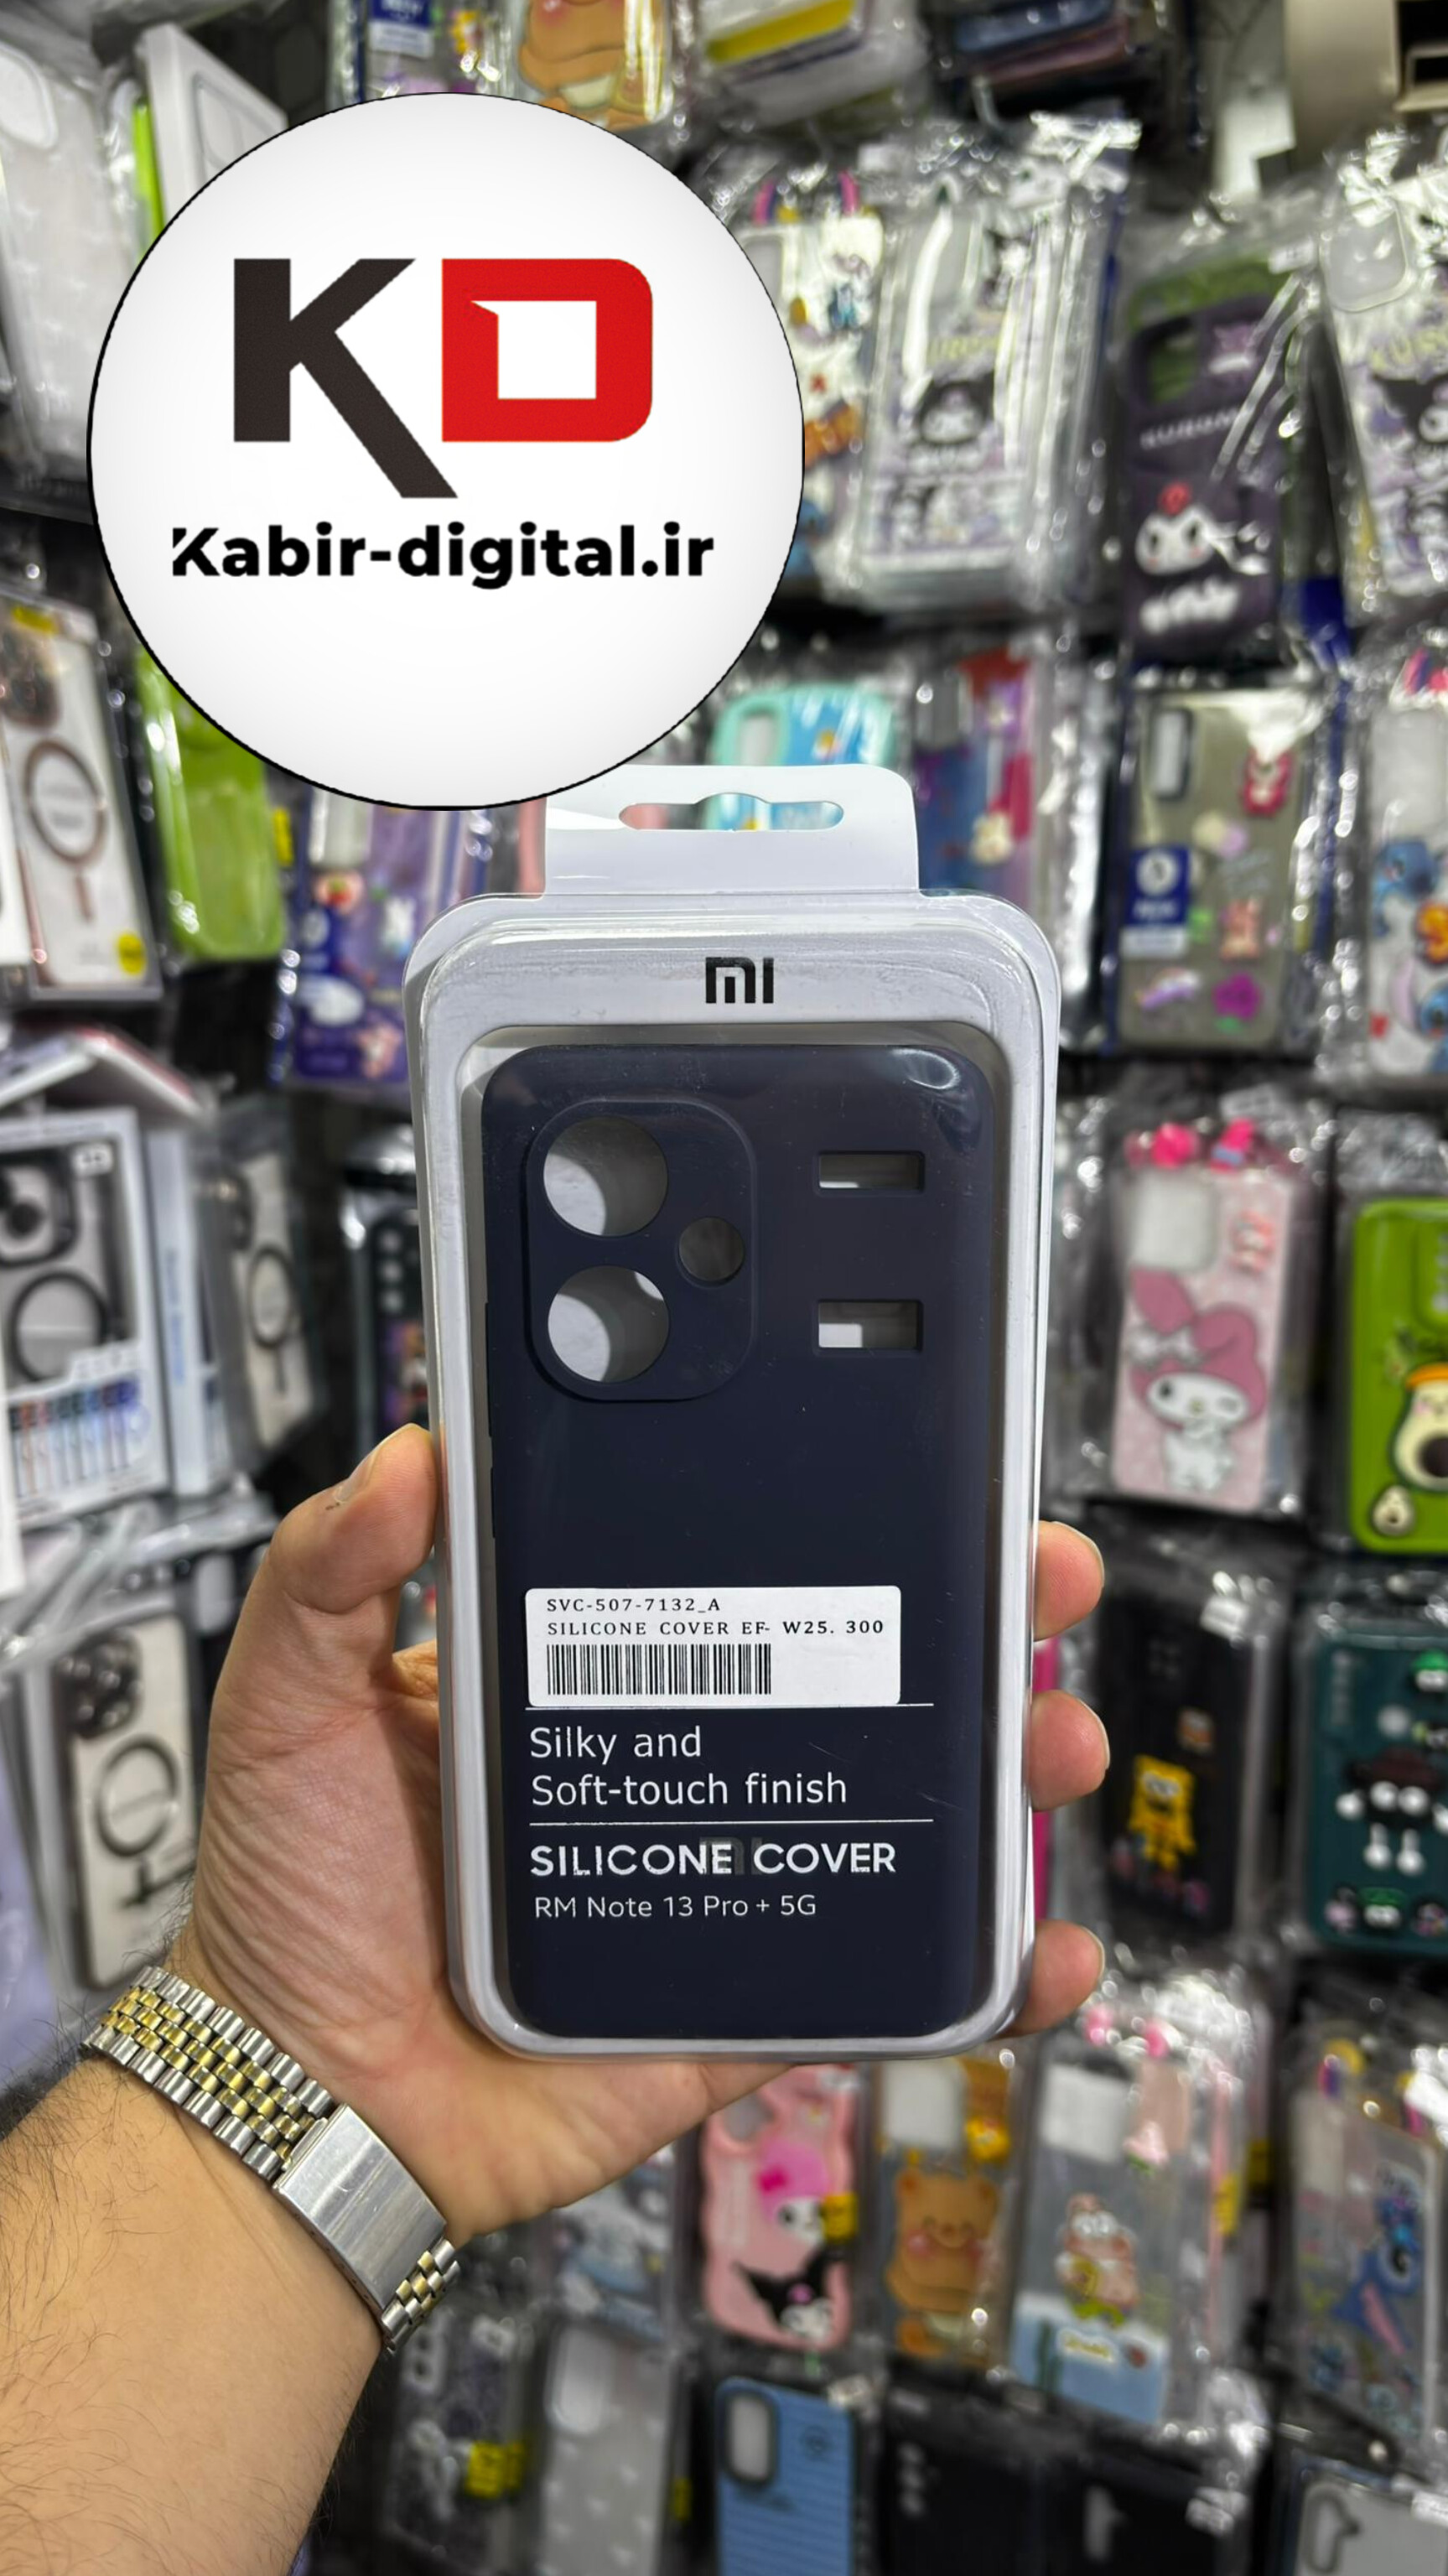 KD
Kabir-digital.ir
mi
SVC-507-7132_A
SILICONE COVER EF- W25. 300
Silky and
Soft-touch finish
SILICONE COVER
RM Note 13 Pro + 5G